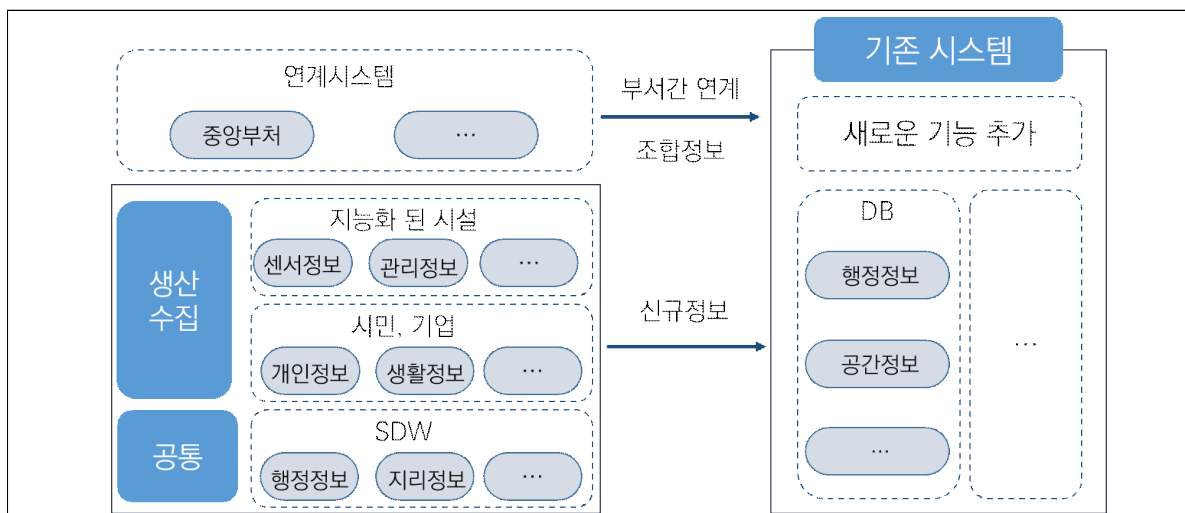 연계시스템
중앙부처
…
부서간 연계
조합정보
기존 시스템
새로운 기능 추가
생산
수집
지능화 된 시설
센서정보
관리정보
…
시민, 기업
개인정보
생활정보
…
공통
SDW
행정정보
지리정보
…
신규정보
DB
행정정보
공간정보
…
…